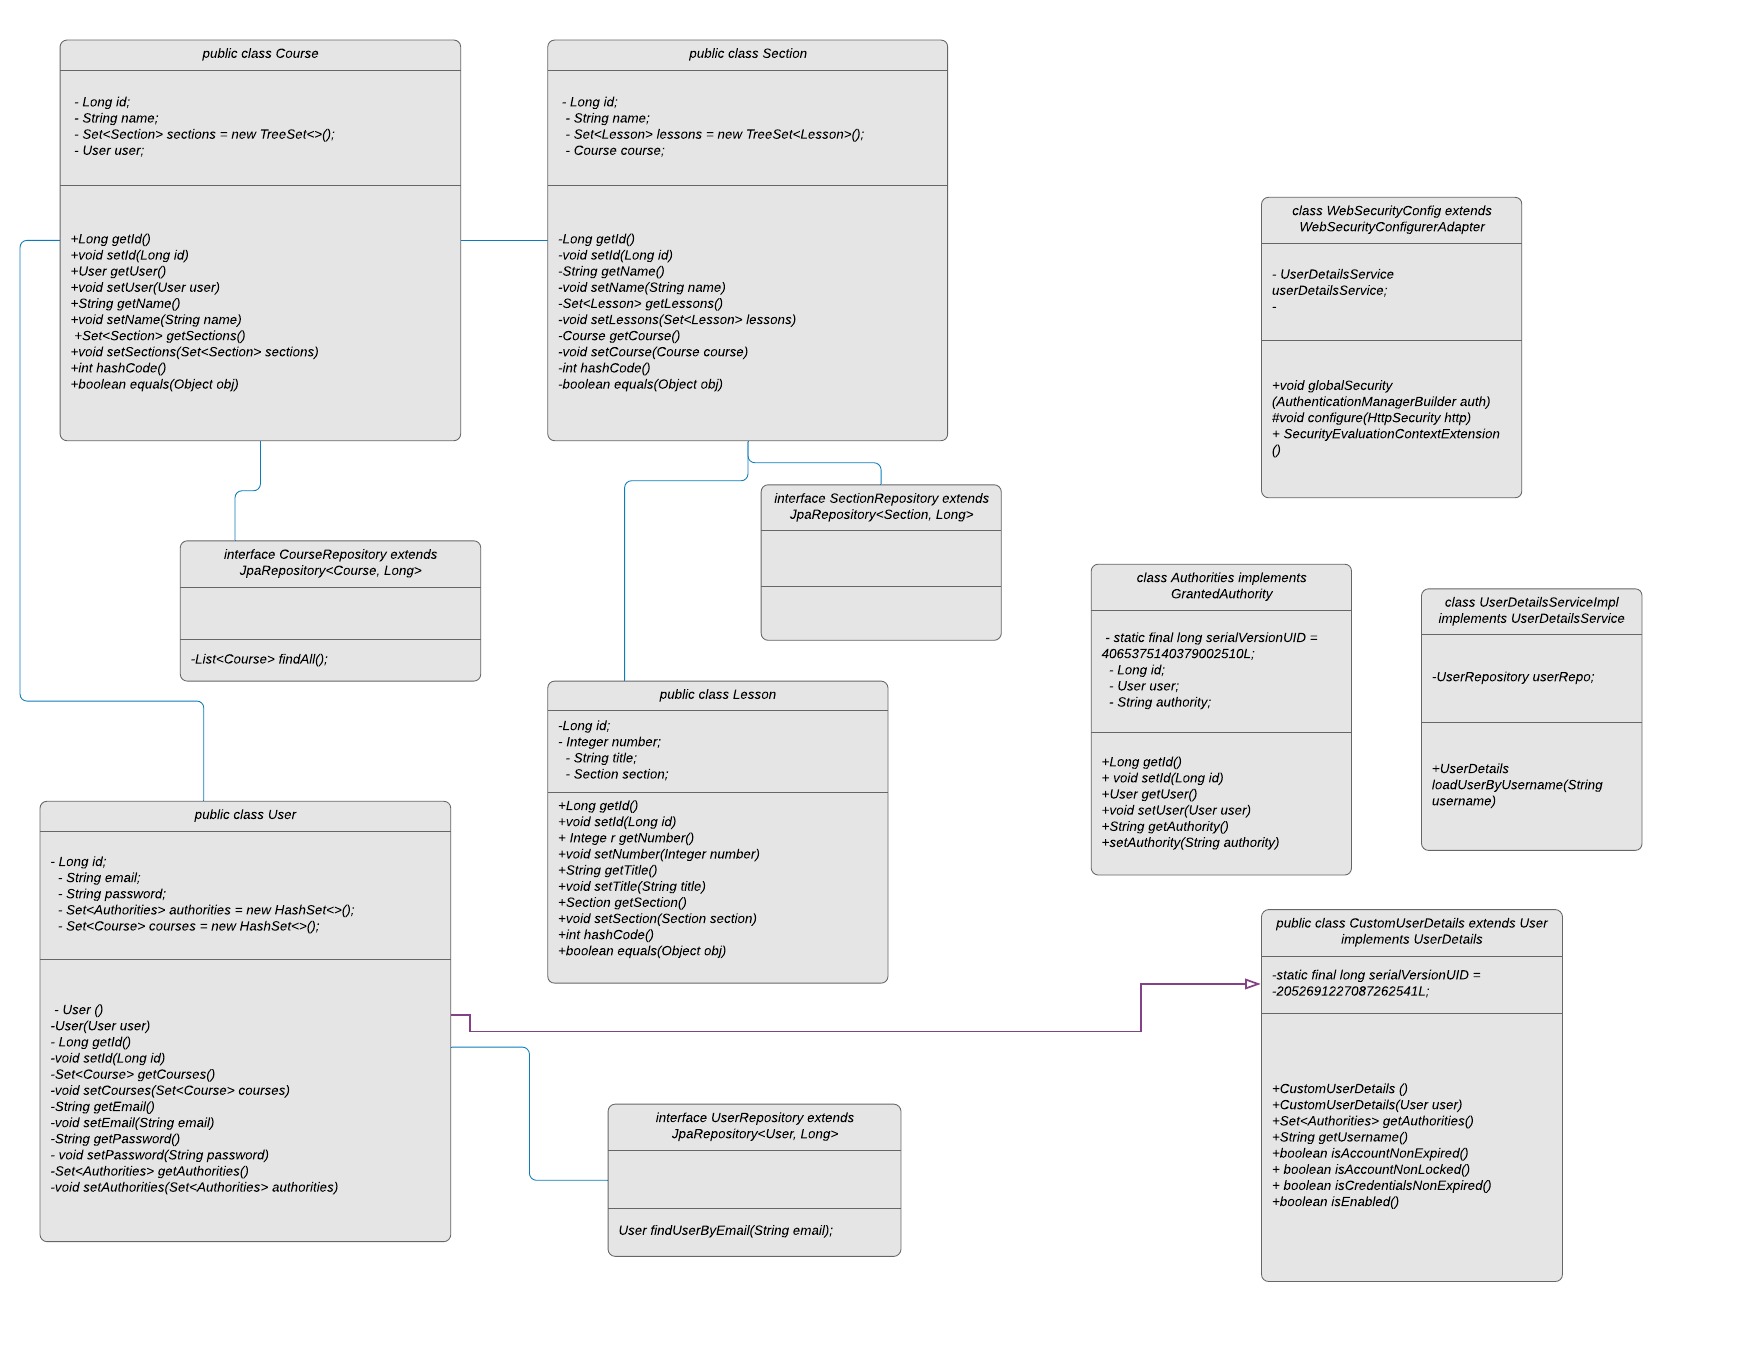 public class Course
- Long id;
- String name;
- Set<Section> sections = new TreeSet<>();
- User user;
+Long getId()
+void setId(Long id)
+User getUser()
+void setUser(User user)
+String getName()
+void setName(String name)
+Set<Section> getSections()
+void setSections(Set<Section> sections)
+int hashCode()
+boolean equals(Object obj)
public class Section
- Long id;
- String name;
- Set<Lesson> lessons = new TreeSet<Lesson>();
- Course course;
-Long getId()
-void setId(Long id)
-String getName()
-void setName(String name)
-Set<Lesson> getLessons()
-void setLessons(Set<Lesson> lessons)
-Course getCourse()
-void setCourse(Course course)
-int hashCode()
-boolean equals(Object obj)
class WebSecurityConfig extends
WebSecurityConfigurerAdapter
- UserDetailsService
userDetailsService;
-
+void globalSecurity
(AuthenticationManagerBuilder auth)
#void configure(HttpSecurity http)
+ SecurityEvaluationContextExtension
()
interface CourseRepository extends
JpaRepository<Course, Long>
-List<Course> findAll();
interface SectionRepository extends
JpaRepository<Section, Long>
class Authorities implements
GrantedAuthority
- static final long serialVersionUID =
4065375140379002510L;
- Long id;
- User user;
- String authority;
+Long getId()
+ void setId(Long id)
+User getUser()
+void setUser(User user)
+String getAuthority()
+setAuthority(String authority)
class UserDetailsServiceImpl
implements UserDetailsService
-UserRepository userRepo;
+UserDetails
loadUserByUsername(String
username)
public class Lesson
-Long id;
- Integer number;
- String title;
- Section section;
+Long getId()
+void setId(Long id)
+ Intege r getNumber()
+void setNumber(Integer number)
+String getTitle()
+void setTitle(String title)
+Section getSection()
+void setSection(Section section)
+int hashCode()
+boolean equals(Object obj)
public class User
- Long id;
- String email;
- String password;
- Set<Authorities> authorities = new HashSet<>();
- Set<Course> courses = new HashSet<>();
- User ()
-User(User user)
- Long getId()
-void setId(Long id)
-Set<Course> getCourses()
-void setCourses(Set<Course> courses)
-String getEmail()
-void setEmail(String email)
-String getPassword()
- void setPassword(String password)
-Set<Authorities> getAuthorities()
-void setAuthorities(Set<Authorities> authorities)
interface UserRepository extends
JpaRepository<User, Long>
User findUserByEmail(String email);
public class CustomUserDetails extends User
implements UserDetails
-static final long serialVersionUID =
-2052691227087262541L;
+CustomUserDetails ()
+CustomUserDetails(User user)
+Set<Authorities> getAuthorities()
+String getUsername()
+boolean isAccountNonExpired()
+ boolean isAccountNonLocked()
+ boolean isCredentialsNonExpired()
+boolean isEnabled()